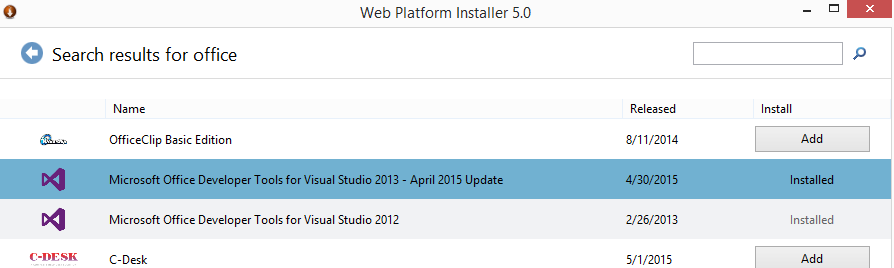 Web Platform Installer 5.0
Search results for office
Name Released Install
OfficeClip Basic Edition 8/11/2014 Add
Microsoft Office Developer Tools for Visual Studio 2013 - April 2015 Update 4/30/2015 Installed
Microsoft Office Developer Tools for Visual Studio 2012 2/26/2013 Installed
C-DESK C-Desk 5/1/2015 Add